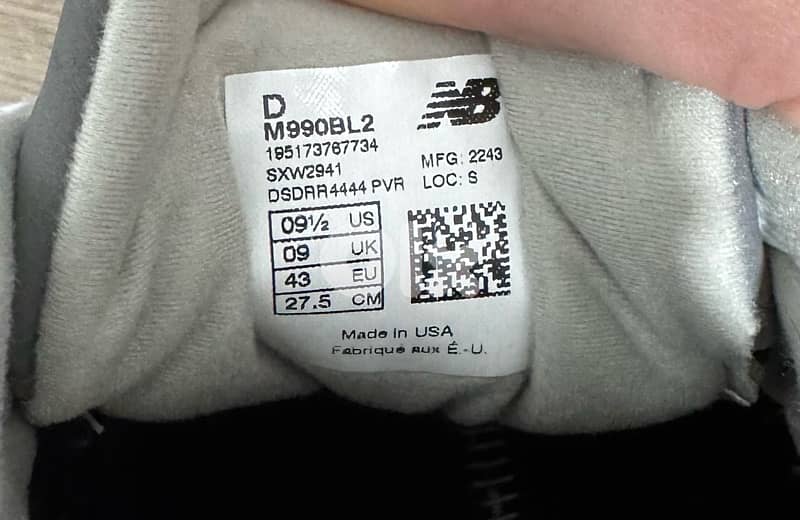 D
NB
M990BL2
195173767734
SXW2941
DSDRR4444 PVR
MFG: 2243
LOC: S
09½ US
09 UK
43 EU
27.5 CM
Made in USA
Fabriqué aux É.-U.